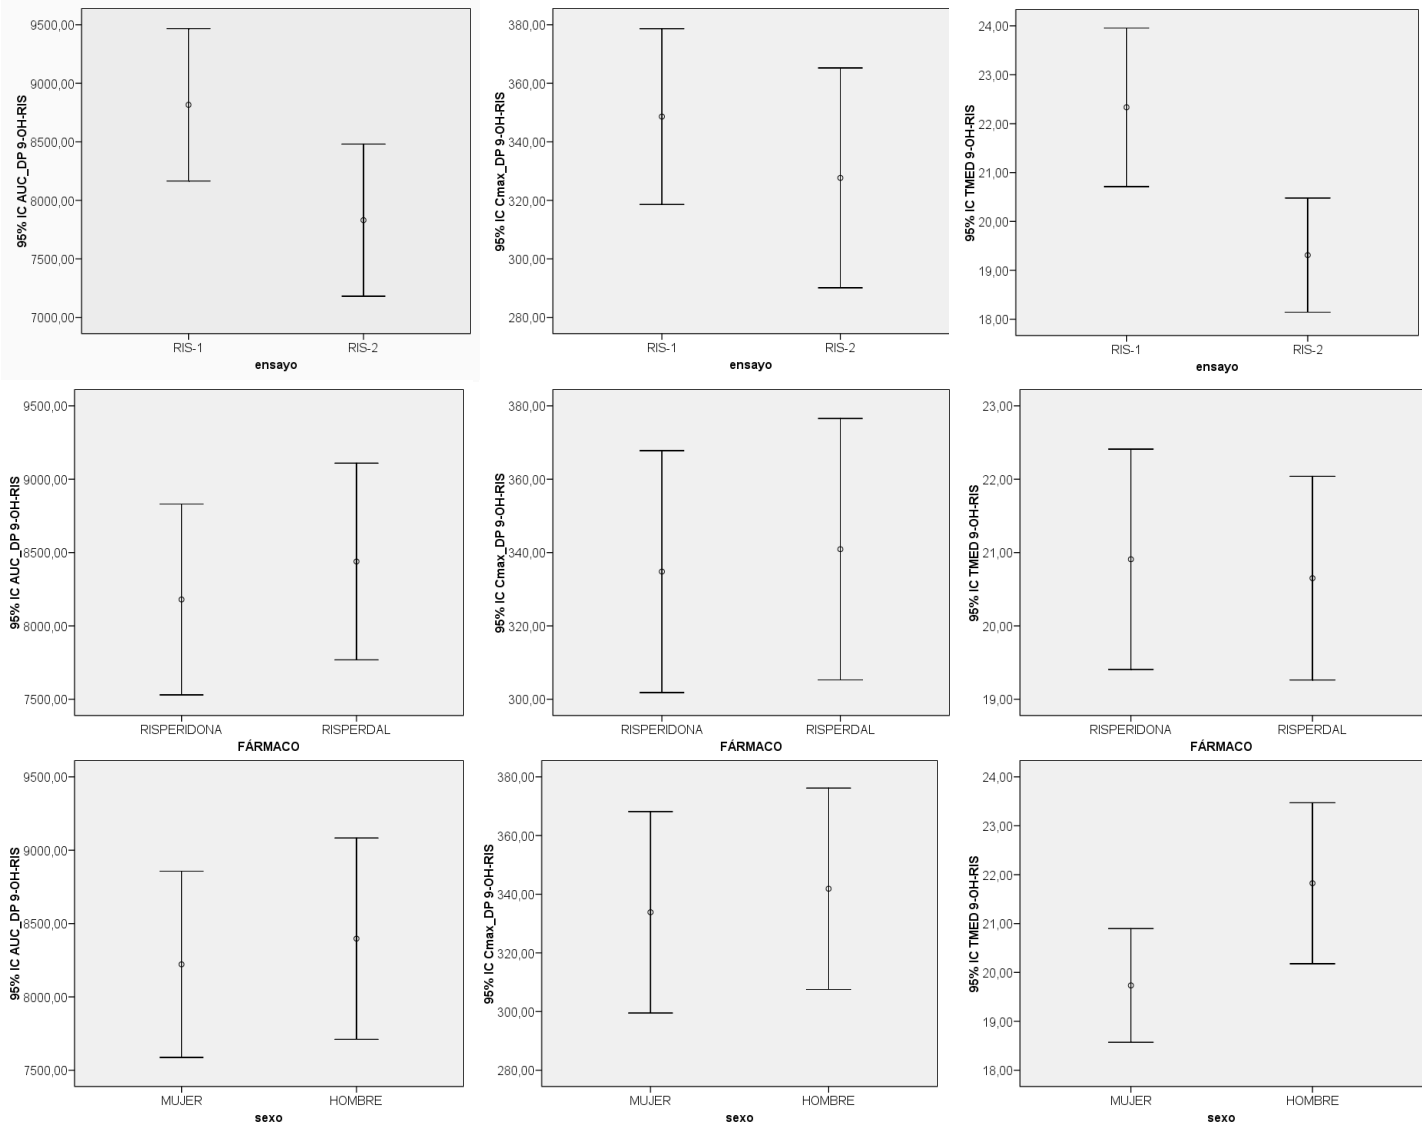 95% IC AUC_DP 9-OH-RIS
9500,00
9000,00
8500,00
8000,00
7500,00
7000,00
RIS-1 RIS-2
ensayo
95% IC Cmax_DP 9-OH-RIS
380,00
360,00
340,00
320,00
300,00
280,00
RIS-1 RIS-2
ensayo
95% IC TMED 9-OH-RIS
24,00
23,00
22,00
21,00
20,00
19,00
18,00
RIS-1 RIS-2
ensayo
95% IC AUC_DP 9-OH-RIS
9500,00
9000,00
8500,00
8000,00
7500,00
RISPERIDONA RISPERDAL
FÁRMACO
95% IC Cmax_DP 9-OH-RIS
380,00
360,00
340,00
320,00
300,00
RISPERIDONA RISPERDAL
FÁRMACO
95% IC TMED 9-OH-RIS
23,00
22,00
21,00
20,00
19,00
RISPERIDONA RISPERDAL
FÁRMACO
95% IC AUC_DP 9-OH-RIS
9500,00
9000,00
8500,00
8000,00
7500,00
MUJER HOMBRE
sexo
95% IC Cmax_DP 9-OH-RIS
380,00
360,00
340,00
320,00
300,00
280,00
MUJER HOMBRE
sexo
95% IC TMED 9-OH-RIS
24,00
23,00
22,00
21,00
20,00
19,00
18,00
MUJER HOMBRE
sexo